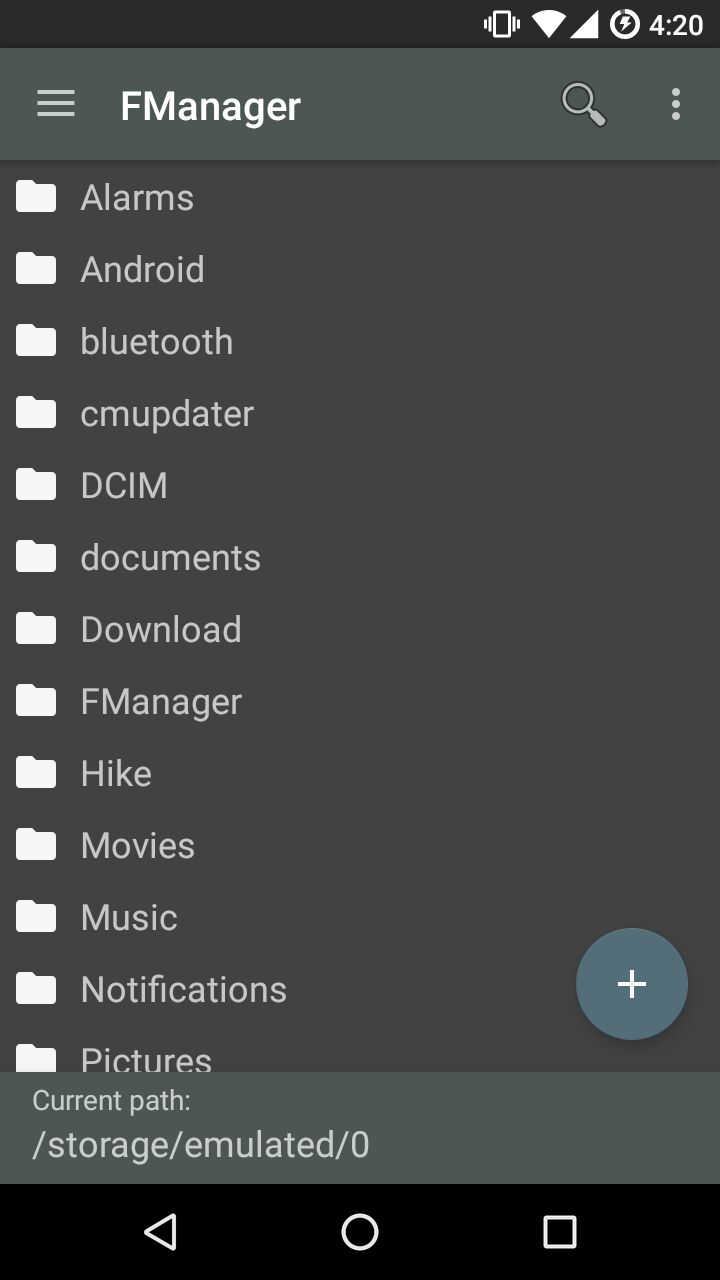 4:20
FManager
Alarms
Android
bluetooth
cmupdater
DCIM
documents
Download
FManager
Hike
Movies
Music
Notifications
Pictures
Current path:
/storage/emulated/0